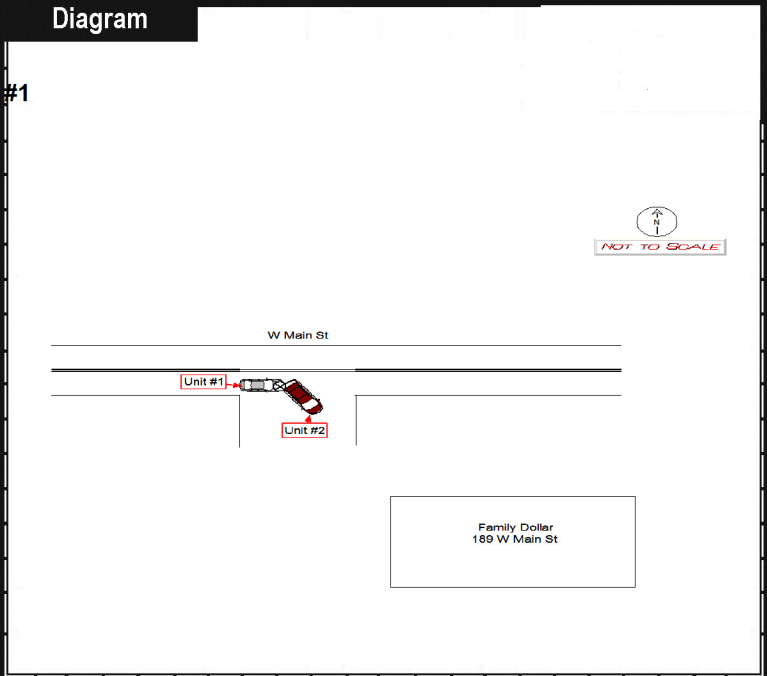 Diagram
#1
N
NOT TO SCALE
W Main St
Unit #1
Unit #2
Family Dollar
189 W Main St